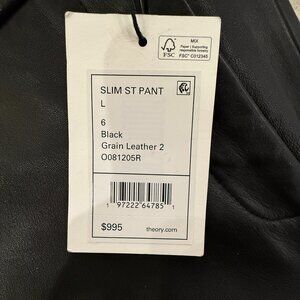 FSC
MIX
Paper | Supporting
responsible forestry
FSC® C012345
SLIM ST PANT
L
6
Black
Grain Leather 2
O081205R
1 97222 64785 1
$995
theory.com